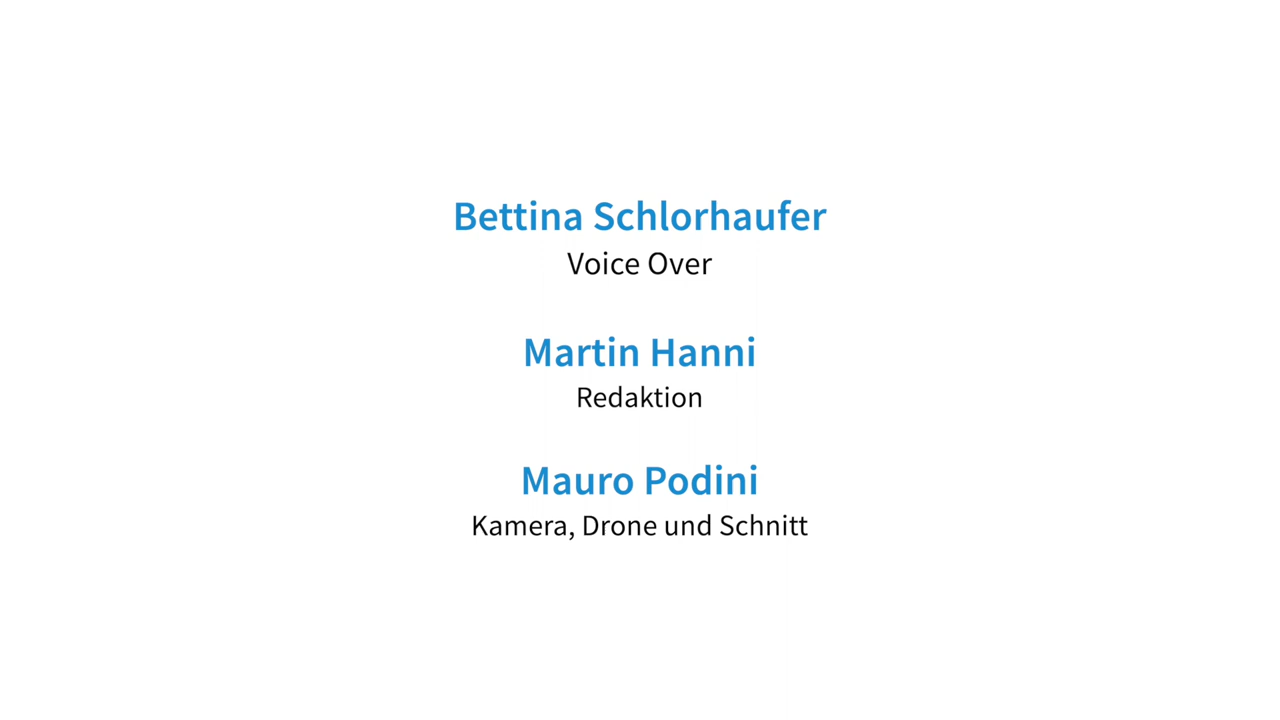 Bettina Schlorhaufer
Voice Over
Martin Hanni
Redaktion
Mauro Podini
Kamera, Drone und Schnitt